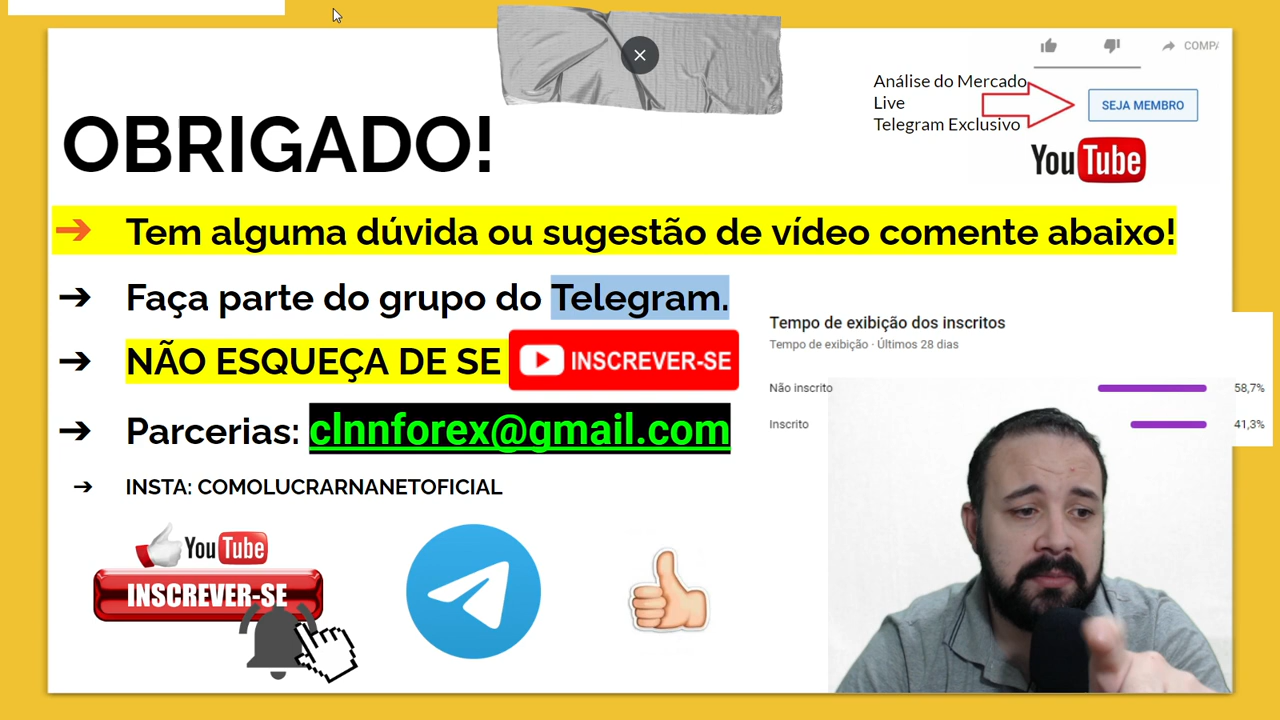 COMPA
Análise do Mercado
Live
SEJA MEMBRO
Telegram Exclusivo
YouTube
OBRIGADO!
➔ Tem alguma dúvida ou sugestão de vídeo comente abaixo!
➔ Faça parte do grupo do Telegram.
➔ NÃO ESQUEÇA DE SE INSCREVER-SE
➔ Parcerias: clnnforex@gmail.com
➔ INSTA: COMOLUCRARNANETOFICIAL
Tempo de exibição dos inscritos
Tempo de exibição · Últimos 28 dias
Não inscrito 58,7%
Inscrito 41,3%
YouTube
INSCREVER-SE